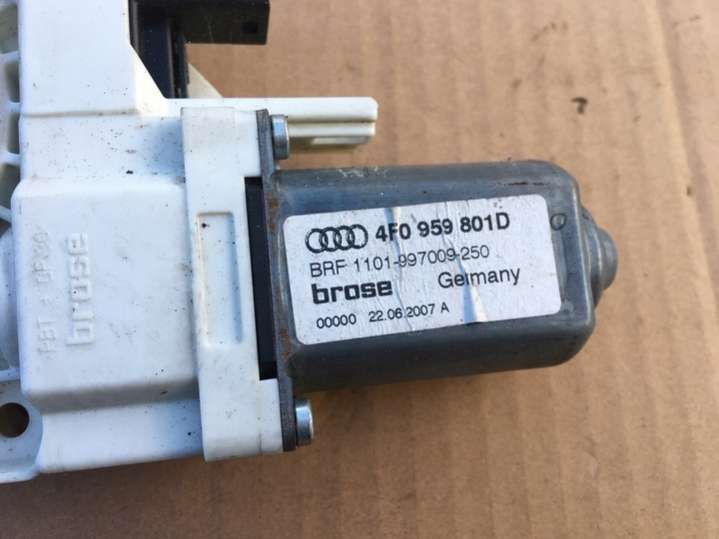 4F0 959 801D
BRF 1101-997009-250
brose Germany
00000 22.06.2007 A
brose